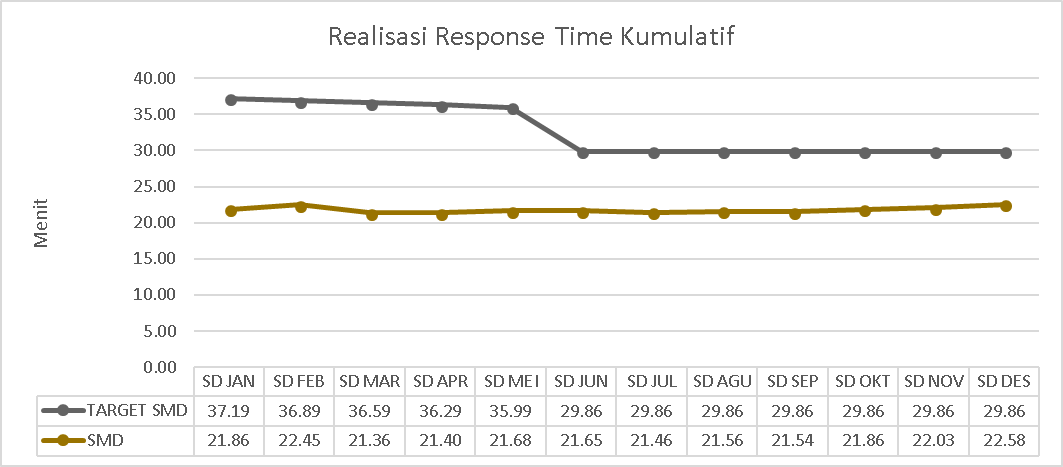 Realisasi Response Time Kumulatif
Menit
40.00
35.00
30.00
25.00
20.00
15.00
10.00
5.00
0.00
SD JAN SD FEB SD MAR SD APR SD MEI SD JUN SD JUL SD AGU SD SEP SD OKT SD NOV SD DES
TARGET SMD 37.19 36.89 36.59 36.29 35.99 29.86 29.86 29.86 29.86 29.86 29.86 29.86
SMD 21.86 22.45 21.36 21.40 21.68 21.65 21.46 21.56 21.54 21.86 22.03 22.58